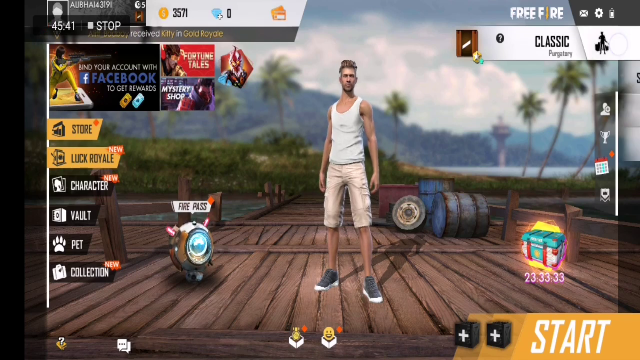 AlIBHAI4319I
5
3571
0
FREE FIRE
45:41 STOP
received Kitty in Gold Royale
CLASSIC
Purgatory
BIND YOUR ACCOUNT WITH
FACEBOOK
TO GET REWARDS
FORTUNE
TALES
MYSTERY
SHOP
STORE
NEW
LUCK ROYALE
NEW
CHARACTER
VAULT
FIRE PASS
PET
NEW
COLLECTION
23:33:33
START